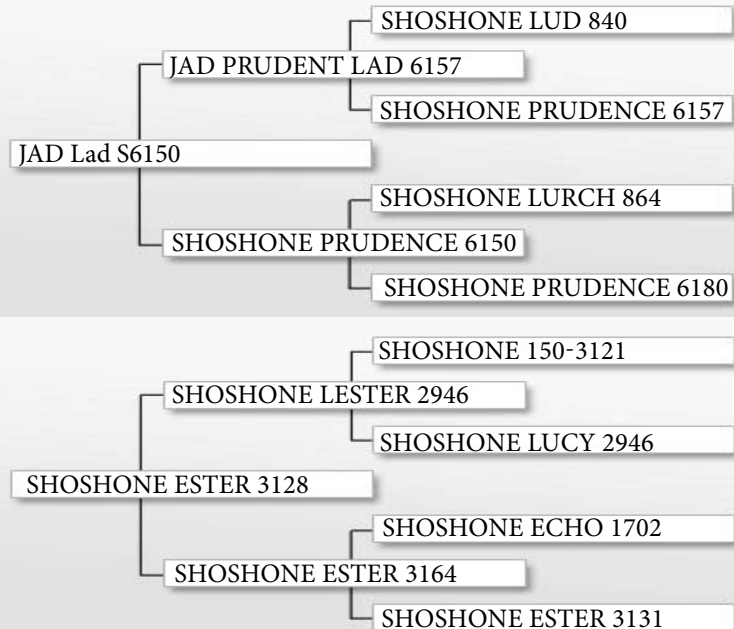 SHOSHONE LUD 840
JAD PRUDENT LAD 6157
SHOSHONE PRUDENCE 6157
JAD Lad S6150
SHOSHONE LURCH 864
SHOSHONE PRUDENCE 6150
SHOSHONE PRUDENCE 6180
SHOSHONE 150-3121
SHOSHONE LESTER 2946
SHOSHONE LUCY 2946
SHOSHONE ESTER 3128
SHOSHONE ECHO 1702
SHOSHONE ESTER 3164
SHOSHONE ESTER 3131